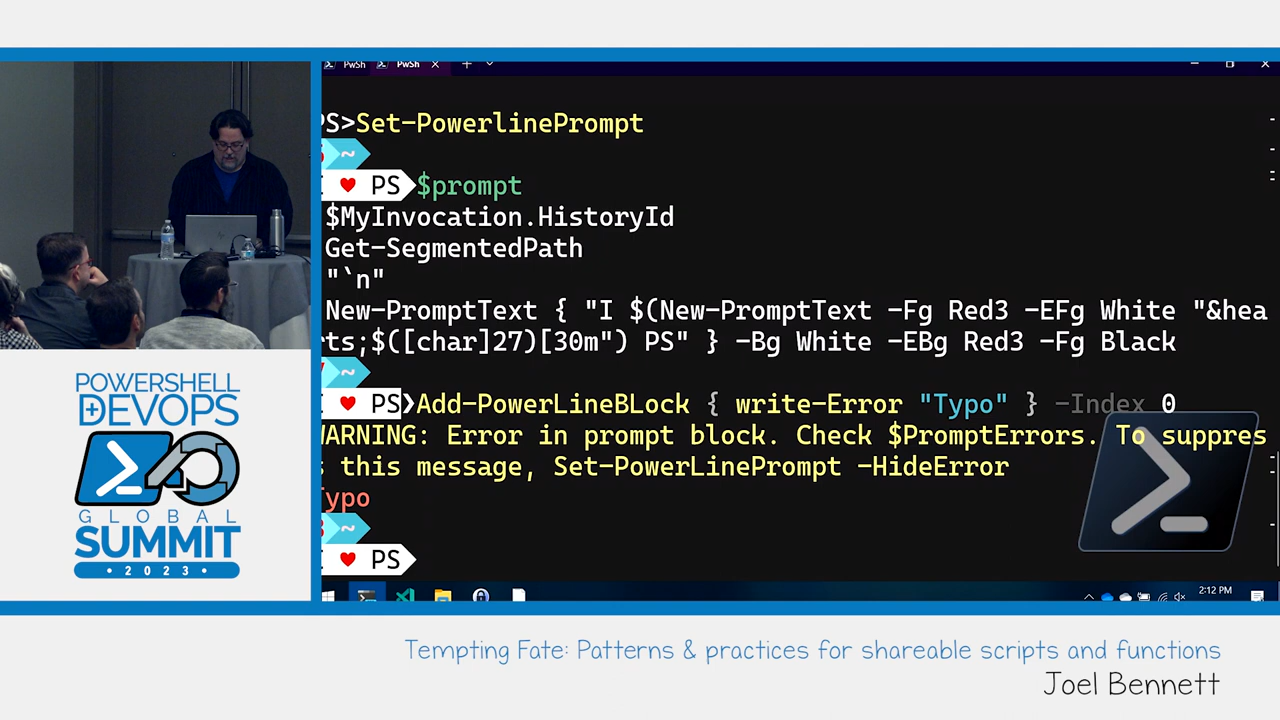 PwSh
PwSh
PS>Set-PowerlinePrompt
~
♥ PS $prompt
$MyInvocation.HistoryId
Get-SegmentedPath
"`n"
New-PromptText { "I $(New-PromptText -Fg Red3 -EFg White "&hea
rts;$([char]27)[30m") PS" } -Bg White -EBg Red3 -Fg Black
~
♥ PS❯Add-PowerLineBLock { write-Error "Typo" } -Index 0
WARNING: Error in prompt block. Check $PromptErrors. To suppres
s this message, Set-PowerLinePrompt -HideError
Typo
~
♥ PS
2:12 PM
POWERSHELL
+ DEVOPS
GLOBAL
SUMMIT
• 2023 •
Tempting Fate: Patterns & practices for shareable scripts and functions
Joel Bennett